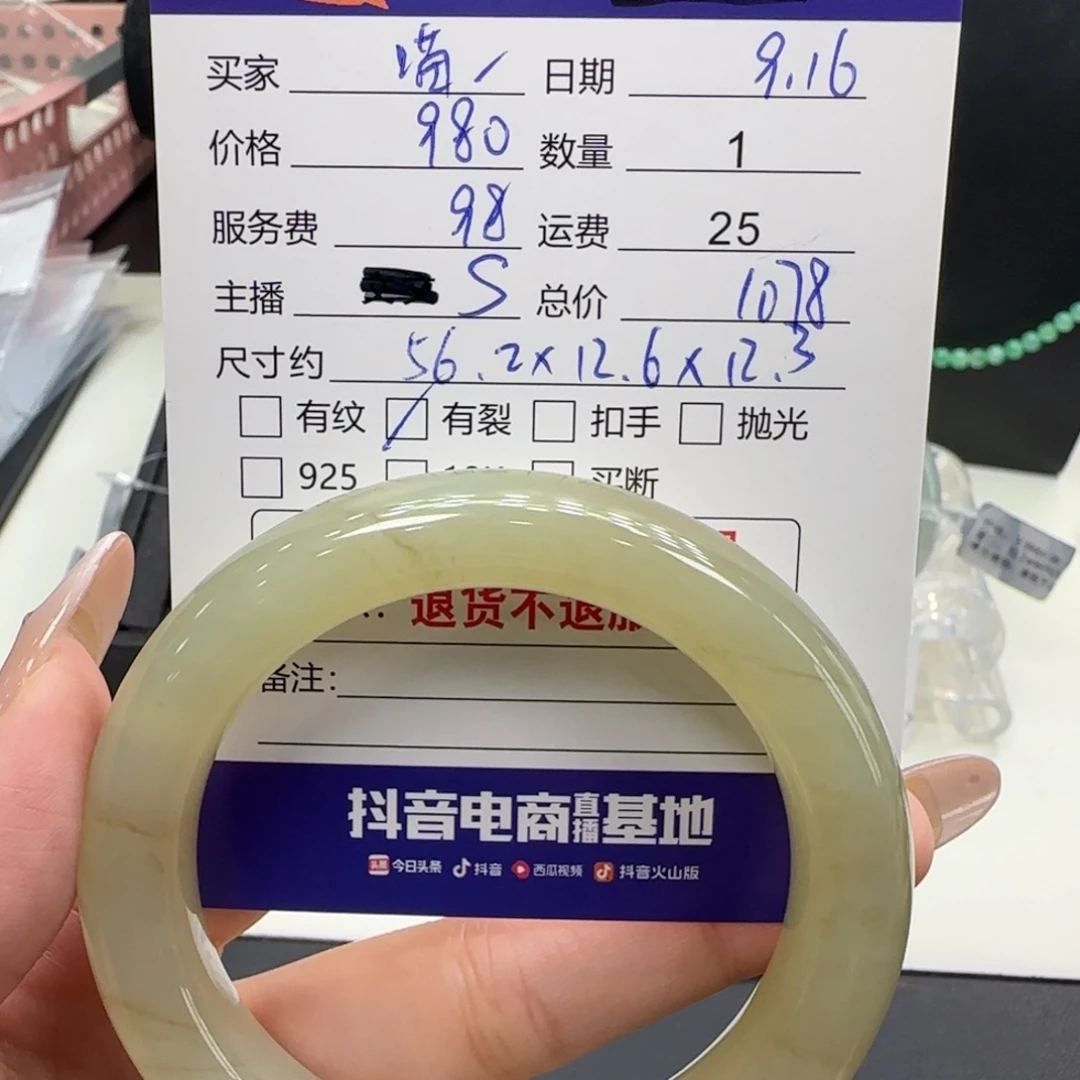 买家 喵 日期 9.16
价格 980 数量 1
服务费 98 运费 25
主播 S 总价 1078
尺寸约 56.2×12.6×12.3
有纹 有裂 扣手 抛光
925 买断
退货不退
备注:
抖音电商直播基地
今日头条 抖音 西瓜视频 抖音火山版